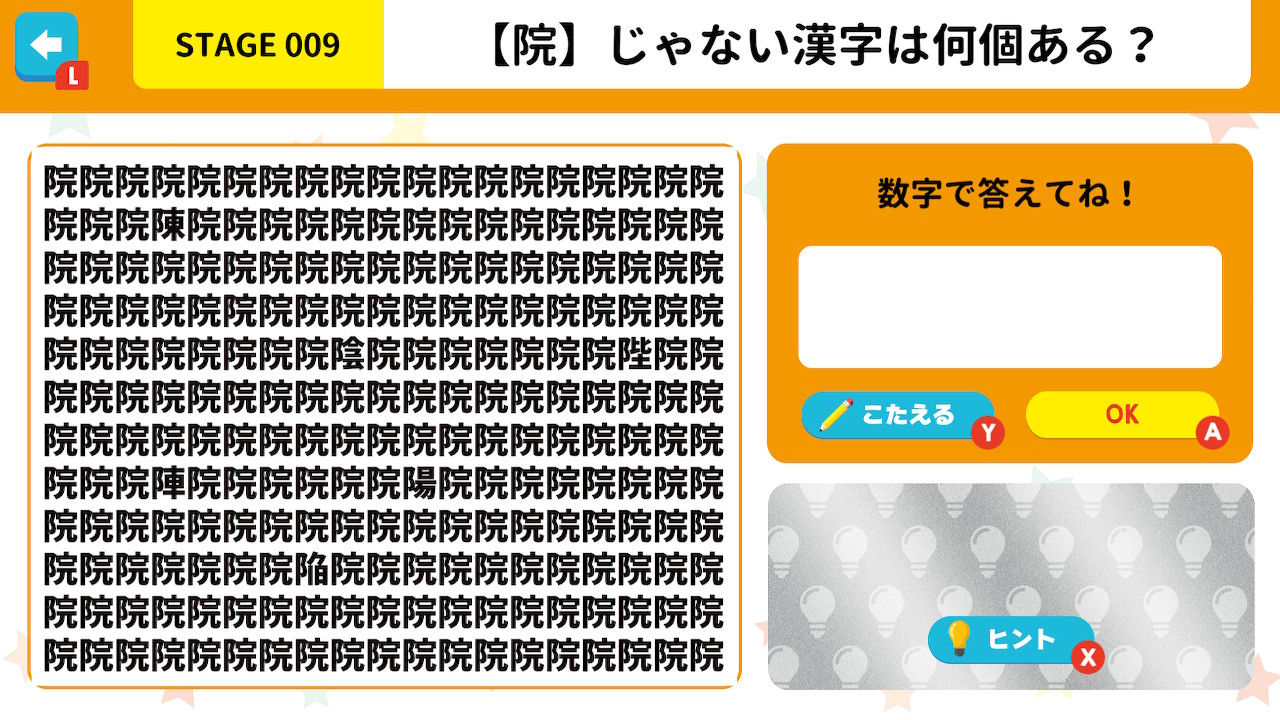 L
STAGE 009
【院】じゃない漢字は何個ある？
院院院院院院院院院院院院院院院院院院院
院院院陳院院院院院院院院院院院院院院院
院院院院院院院院院院院院院院院院院院院
院院院院院院院院院院院院院院院院院院院
院院院院院院院院陰院院院院院院院陛院院
院院院院院院院院院院院院院院院院院院院
院院院院院院院院院院院院院院院院院院院
院院院陣院院院院院院陽院院院院院院院院
院院院院院院院院院院院院院院院院院院院
院院院院院院院陥院院院院院院院院院院院
院院院院院院院院院院院院院院院院院院院
院院院院院院院院院院院院院院院院院院院
数字で答えてね！
こたえる
Y
OK
A
ヒント
X